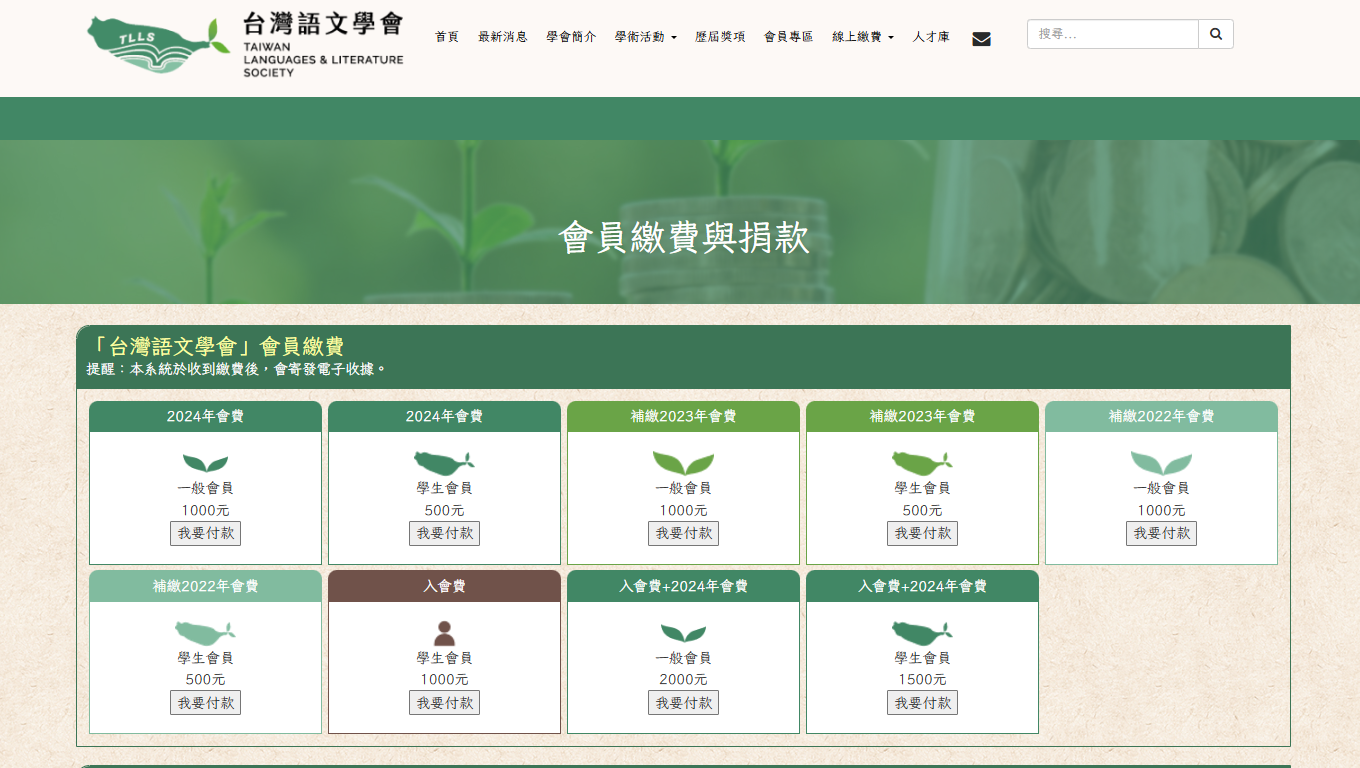 TLLS
台灣語文學會
TAIWAN
LANGUAGES & LITERATURE
SOCIETY
首頁 最新消息 學會簡介 學術活動 歷屆獎項 會員專區 線上繳費 人才庫
搜尋...
會員繳費與捐款
「台灣語文學會」會員繳費
提醒：本系統於收到繳費後，會寄發電子收據。
2024年會費
一般會員
1000元
我要付款
2024年會費
學生會員
500元
我要付款
補繳2023年會費
一般會員
1000元
我要付款
補繳2023年會費
學生會員
500元
我要付款
補繳2022年會費
一般會員
1000元
我要付款
補繳2022年會費
學生會員
500元
我要付款
入會費
學生會員
1000元
我要付款
入會費+2024年會費
一般會員
2000元
我要付款
入會費+2024年會費
學生會員
1500元
我要付款